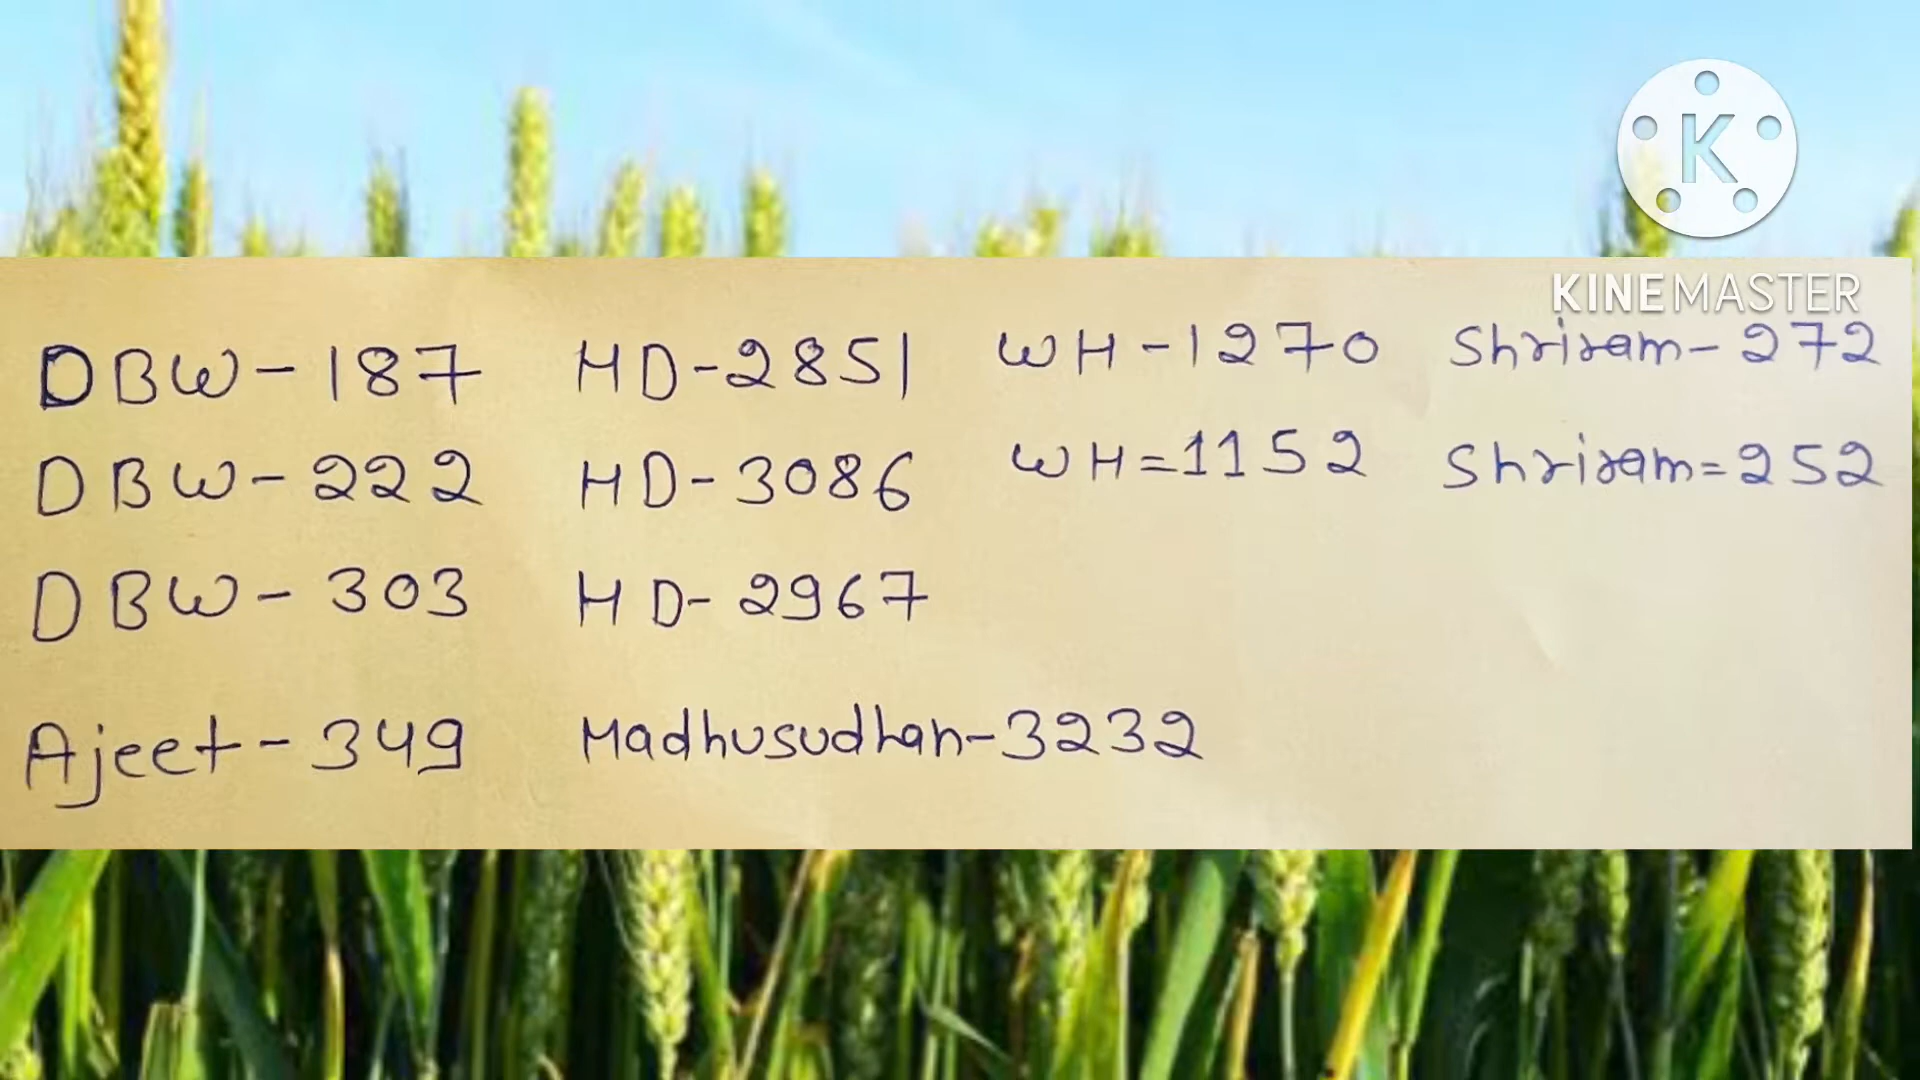 K
KINEMASTER
DBW-187 HD-2851 WH-1270 Shriram-272
DBW-222 HD-3086 WH=1152 Shriram=252
DBW-303 HD-2967
Ajeet-349 Madhusudhan-3232